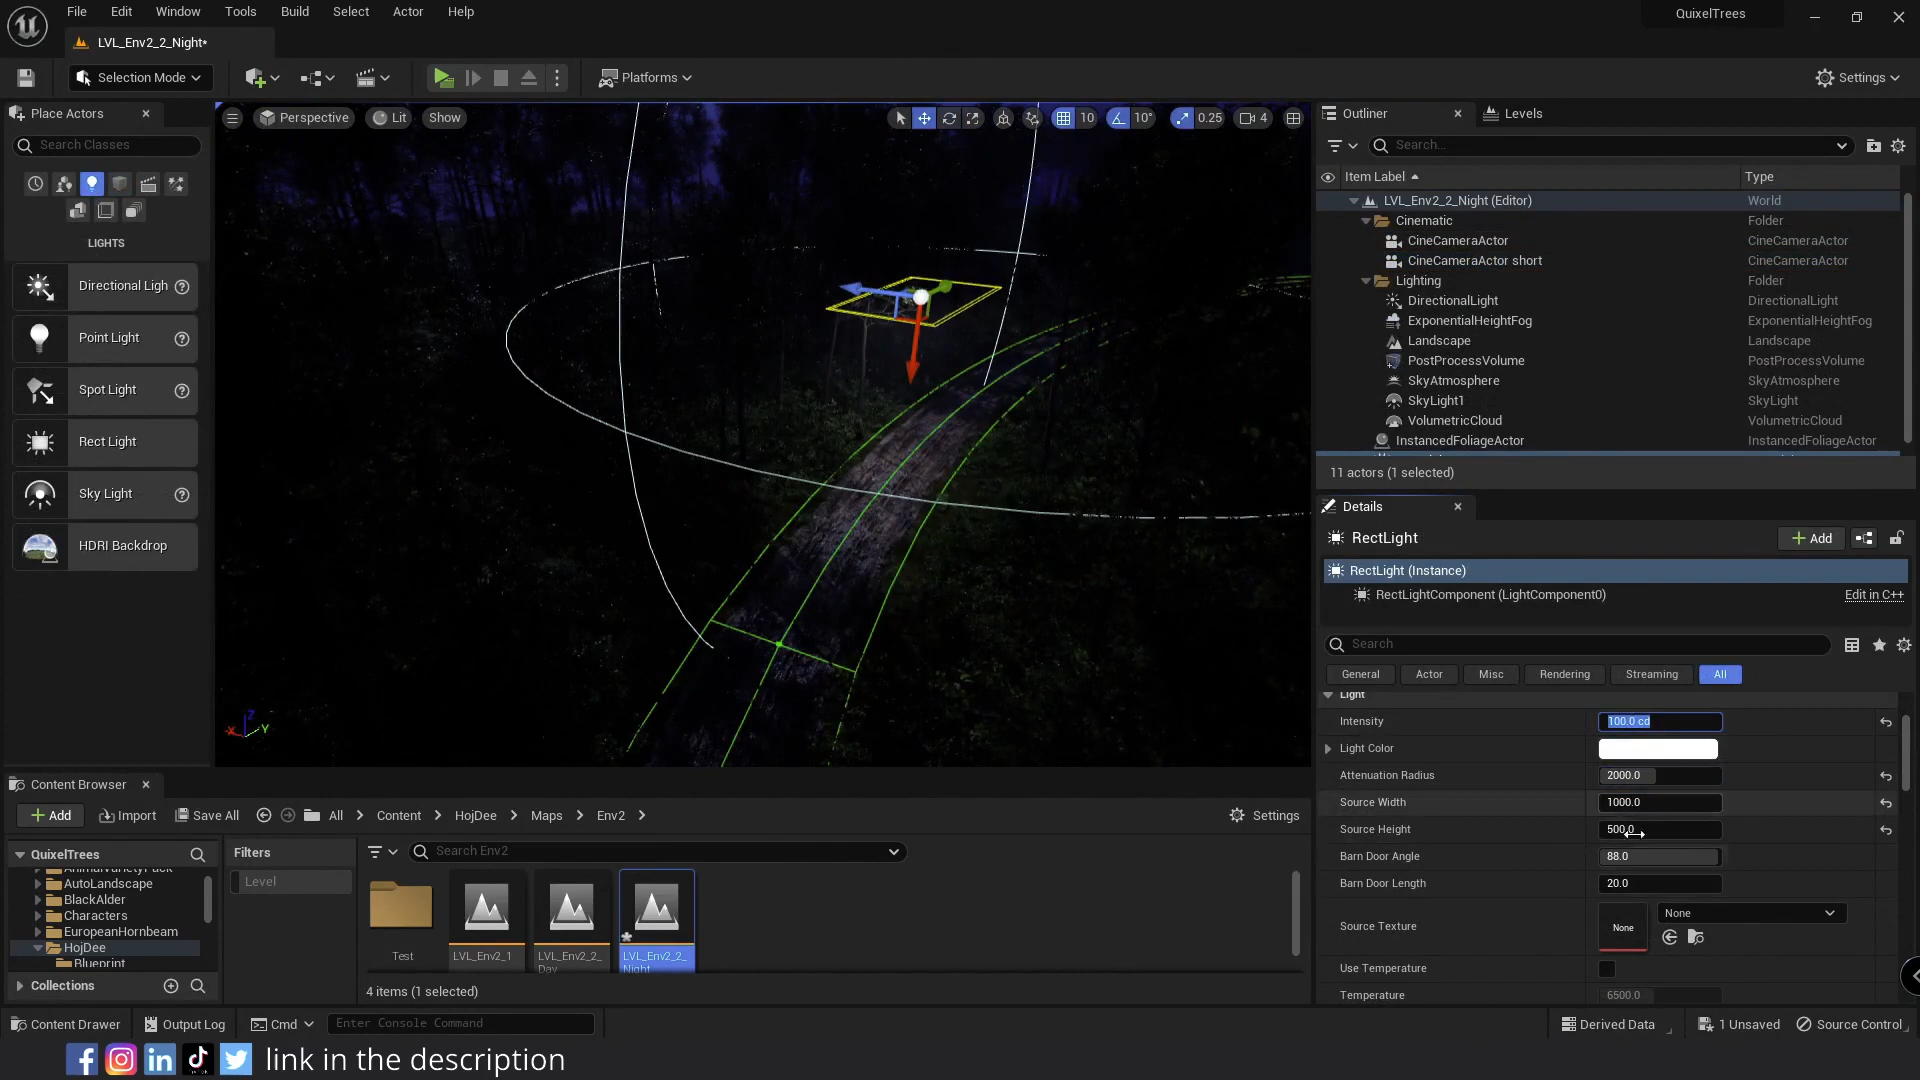 File Edit Window Tools Build Select Actor Help
QuixelTrees
LVL_Env2_2_Night*
Selection Mode
Platforms
Settings
Place Actors
Search Classes
LIGHTS
Directional Ligh
Point Light
Spot Light
Rect Light
Sky Light
HDRI Backdrop
Perspective Lit Show
10 10° 0.25 4
Z
X
Y
Outliner Levels
Search...
Item Label Type
LVL_Env2_2_Night (Editor) World
Cinematic Folder
CineCameraActor CineCameraActor
CineCameraActor short CineCameraActor
Lighting Folder
DirectionalLight DirectionalLight
ExponentialHeightFog ExponentialHeightFog
Landscape Landscape
PostProcessVolume PostProcessVolume
SkyAtmosphere SkyAtmosphere
SkyLight1 SkyLight
VolumetricCloud VolumetricCloud
InstancedFoliageActor InstancedFoliageActor
11 actors (1 selected)
Details
RectLight
Add
RectLight (Instance)
RectLightComponent (LightComponent0) Edit in C++
Search
General Actor Misc Rendering Streaming All
Light
Intensity 100.0 cd
Light Color
Attenuation Radius 2000.0
Source Width 1000.0
Source Height 500.0
Barn Door Angle 88.0
Barn Door Length 20.0
Source Texture None None
Use Temperature
Temperature 6500.0
Content Browser
Add Import Save All All Content HojDee Maps Env2 Settings
QuixelTrees
AnimalVarietyPack
AutoLandscape
BlackAlder
Characters
EuropeanHornbeam
HojDee
Blueprint
Collections
Filters
Level
Search Env2
Test
LVL_Env2_1
LVL_Env2_2_
Day
LVL_Env2_2_
Night
4 items (1 selected)
Content Drawer Output Log Cmd Enter Console Command
Derived Data 1 Unsaved Source Control
link in the description